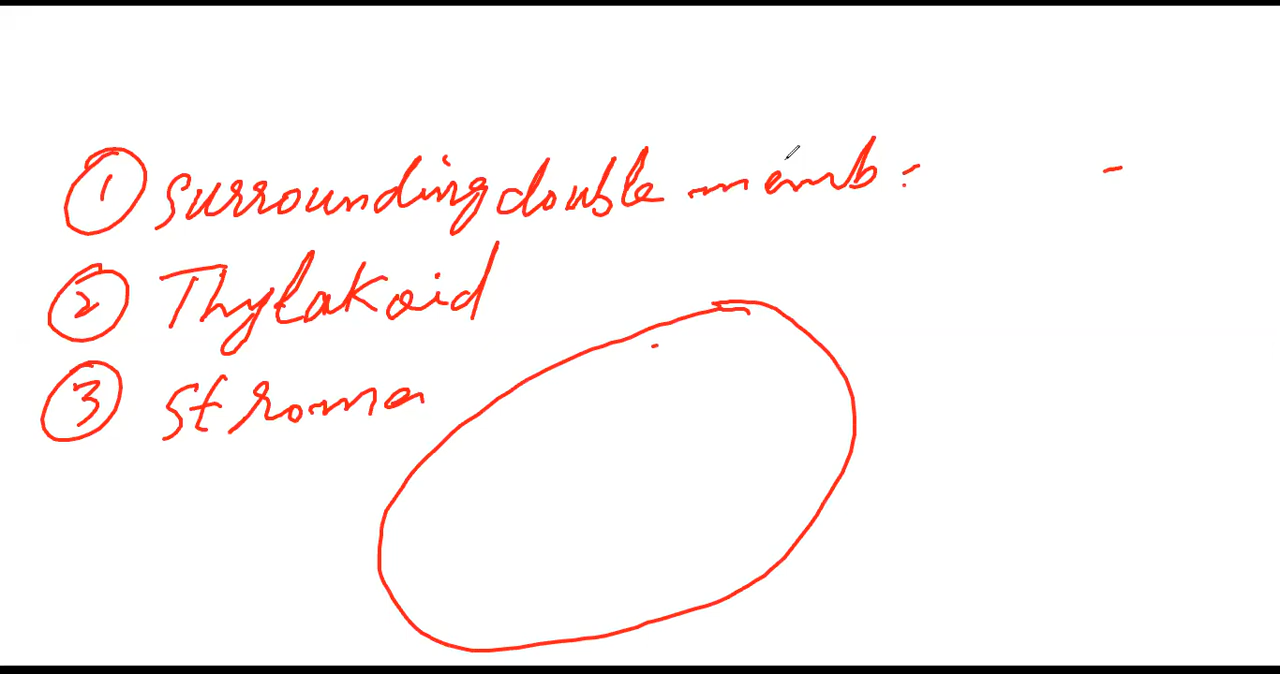 ① Surrounding double memb :
② Thylakoid
③ Stroma